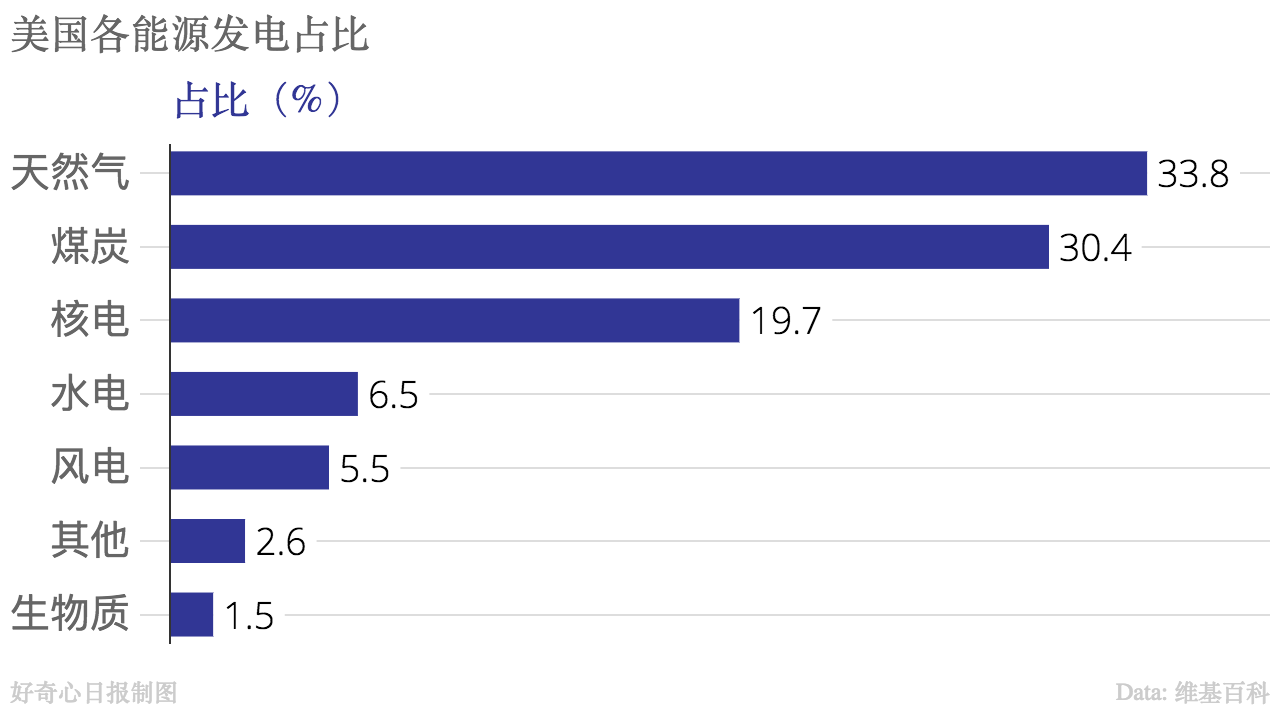 美国各能源发电占比
占比（%）
天然气 33.8
煤炭 30.4
核电 19.7
水电 6.5
风电 5.5
其他 2.6
生物质 1.5
好奇心日报制图 Data: 维基百科